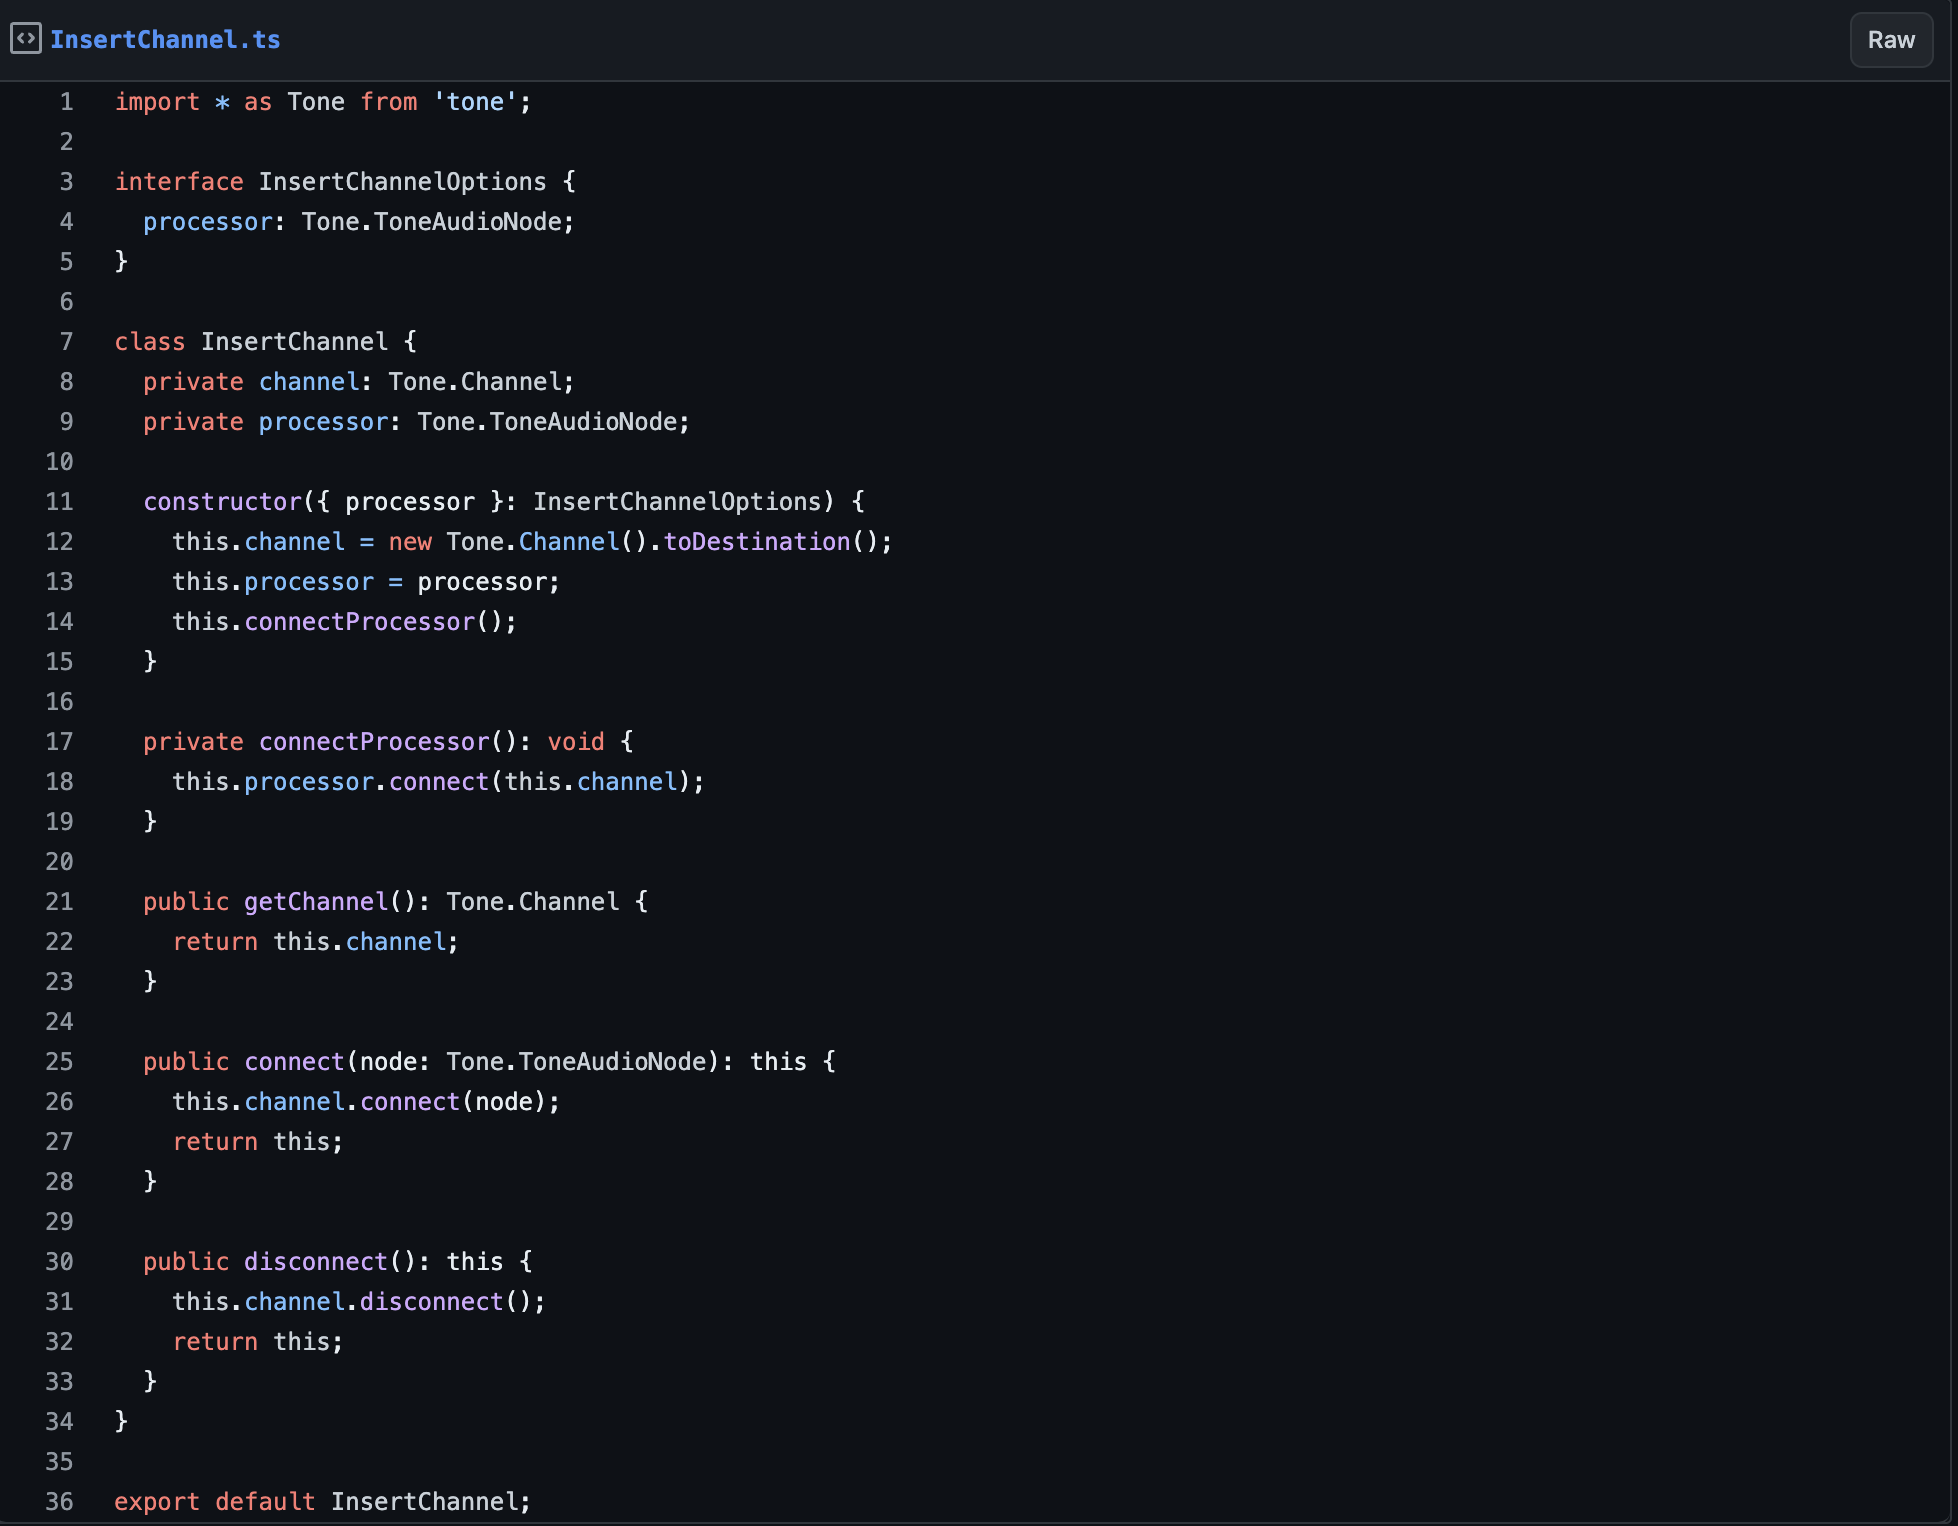 InsertChannel.ts
Raw
1 import * as Tone from 'tone';
2
3 interface InsertChannelOptions {
4   processor: Tone.ToneAudioNode;
5 }
6
7 class InsertChannel {
8   private channel: Tone.Channel;
9   private processor: Tone.ToneAudioNode;
10
11   constructor({ processor }: InsertChannelOptions) {
12     this.channel = new Tone.Channel().toDestination();
13     this.processor = processor;
14     this.connectProcessor();
15   }
16
17   private connectProcessor(): void {
18     this.processor.connect(this.channel);
19   }
20
21   public getChannel(): Tone.Channel {
22     return this.channel;
23   }
24
25   public connect(node: Tone.ToneAudioNode): this {
26     this.channel.connect(node);
27     return this;
28   }
29
30   public disconnect(): this {
31     this.channel.disconnect();
32     return this;
33   }
34 }
35
36 export default InsertChannel;